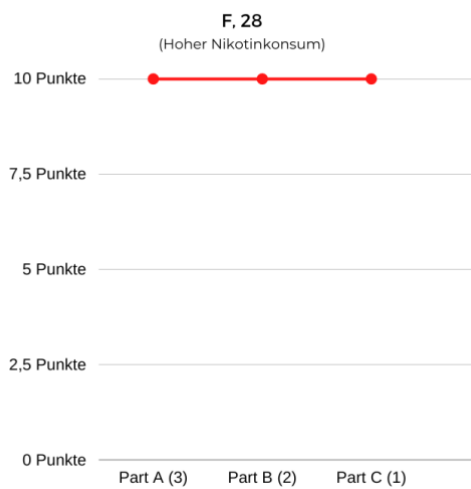 F, 28
(Hoher Nikotinkonsum)
10 Punkte
7,5 Punkte
5 Punkte
2,5 Punkte
0 Punkte
Part A (3) Part B (2) Part C (1)